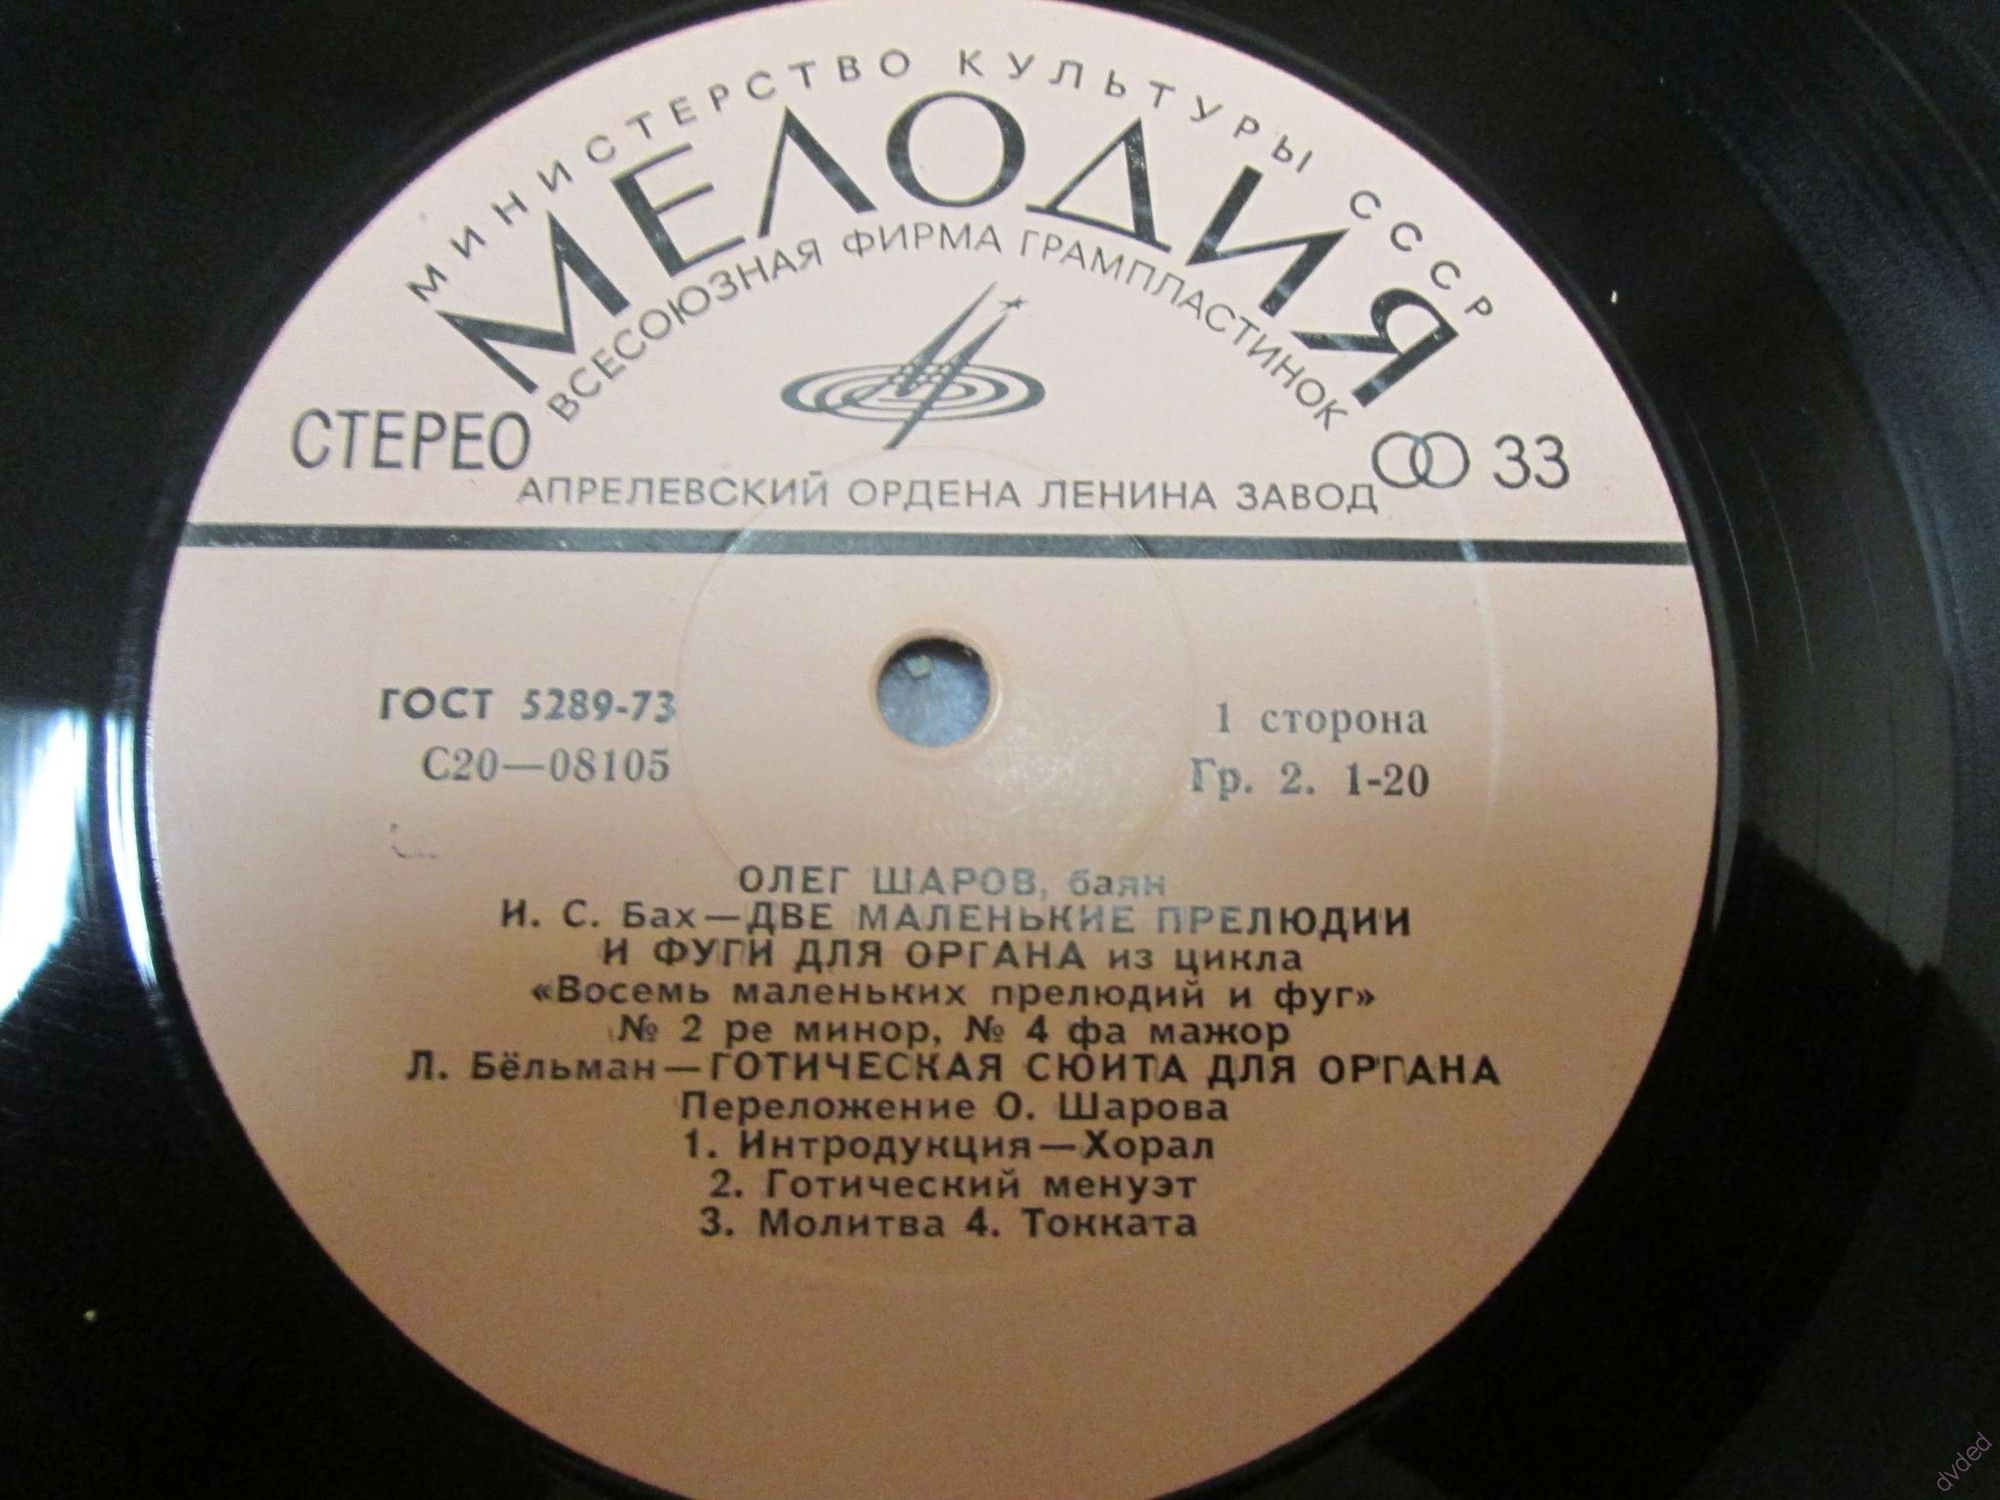 МИНИСТЕРСТВО КУЛЬТУРЫ СССР
МЕЛОДИЯ
ВСЕСОЮЗНАЯ ФИРМА ГРАМПЛАСТИНОК
СТЕРЕО
33
АПРЕЛЕВСКИЙ ОРДЕНА ЛЕНИНА ЗАВОД
ГОСТ 5289-73
С20—08105
1 сторона
Гр. 2. 1-20
ОЛЕГ ШАРОВ, баян
И. С. Бах—ДВЕ МАЛЕНЬКИЕ ПРЕЛЮДИИ
И ФУГИ ДЛЯ ОРГАНА из цикла
«Восемь маленьких прелюдий и фуг»
№ 2 ре минор, № 4 фа мажор
Л. Бёльман—ГОТИЧЕСКАЯ СЮИТА ДЛЯ ОРГАНА
Переложение О. Шарова
1. Интродукция—Хорал
2. Готический менуэт
3. Молитва 4. Токката
dvded